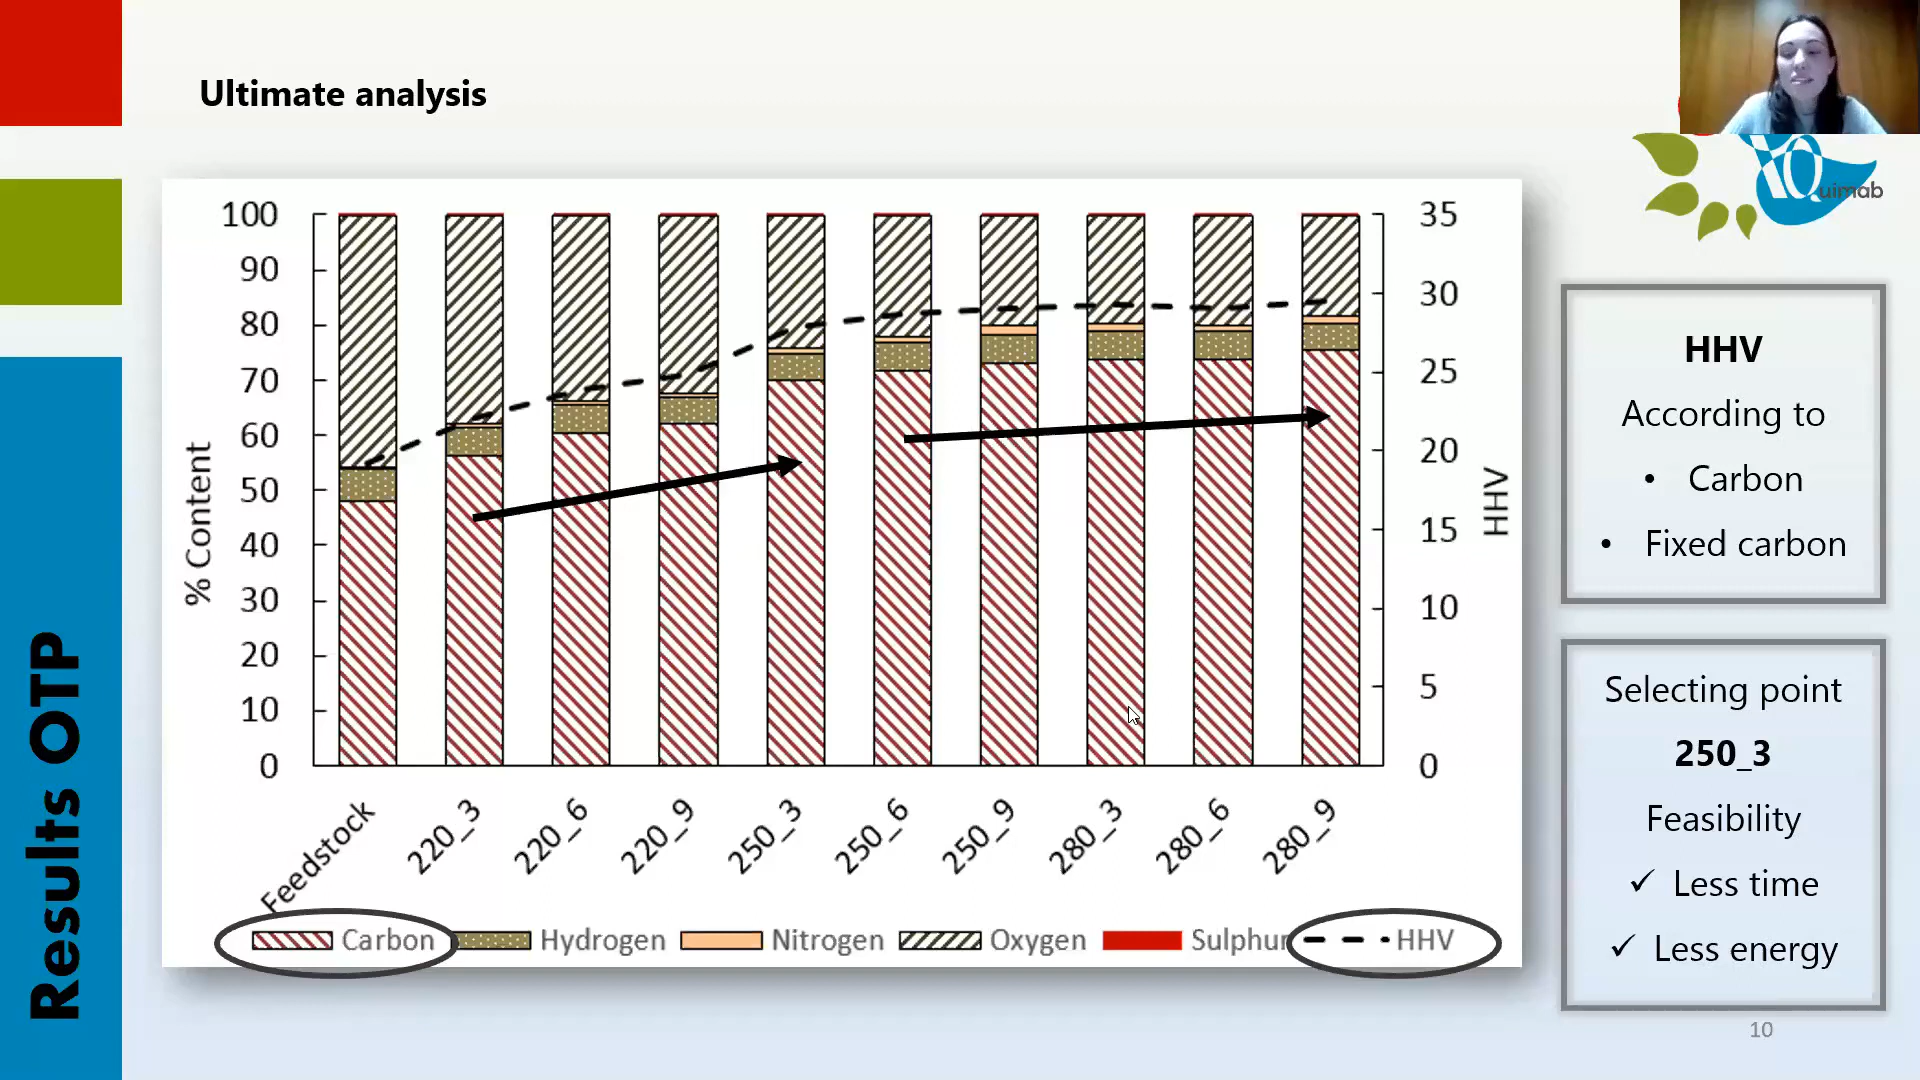 Ultimate analysis
XQuimab
Results OTP
% Content
100
90
80
70
60
50
40
30
20
10
0
35
30
25
20
15
10
5
0
HHV
Feedstock
220_3
220_6
220_9
250_3
250_6
250_9
280_3
280_6
280_9
Carbon
Hydrogen
Nitrogen
Oxygen
Sulphur
HHV
HHV
According to
• Carbon
• Fixed carbon
Selecting point
250_3
Feasibility
✓ Less time
✓ Less energy
10